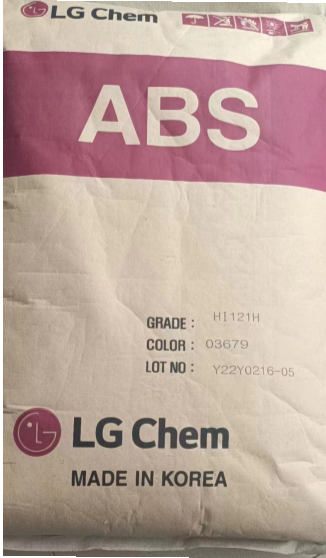 LG Chem
ABS
GRADE : HI121H
COLOR : 03679
LOT NO : Y22Y0216-05
LG Chem
MADE IN KOREA